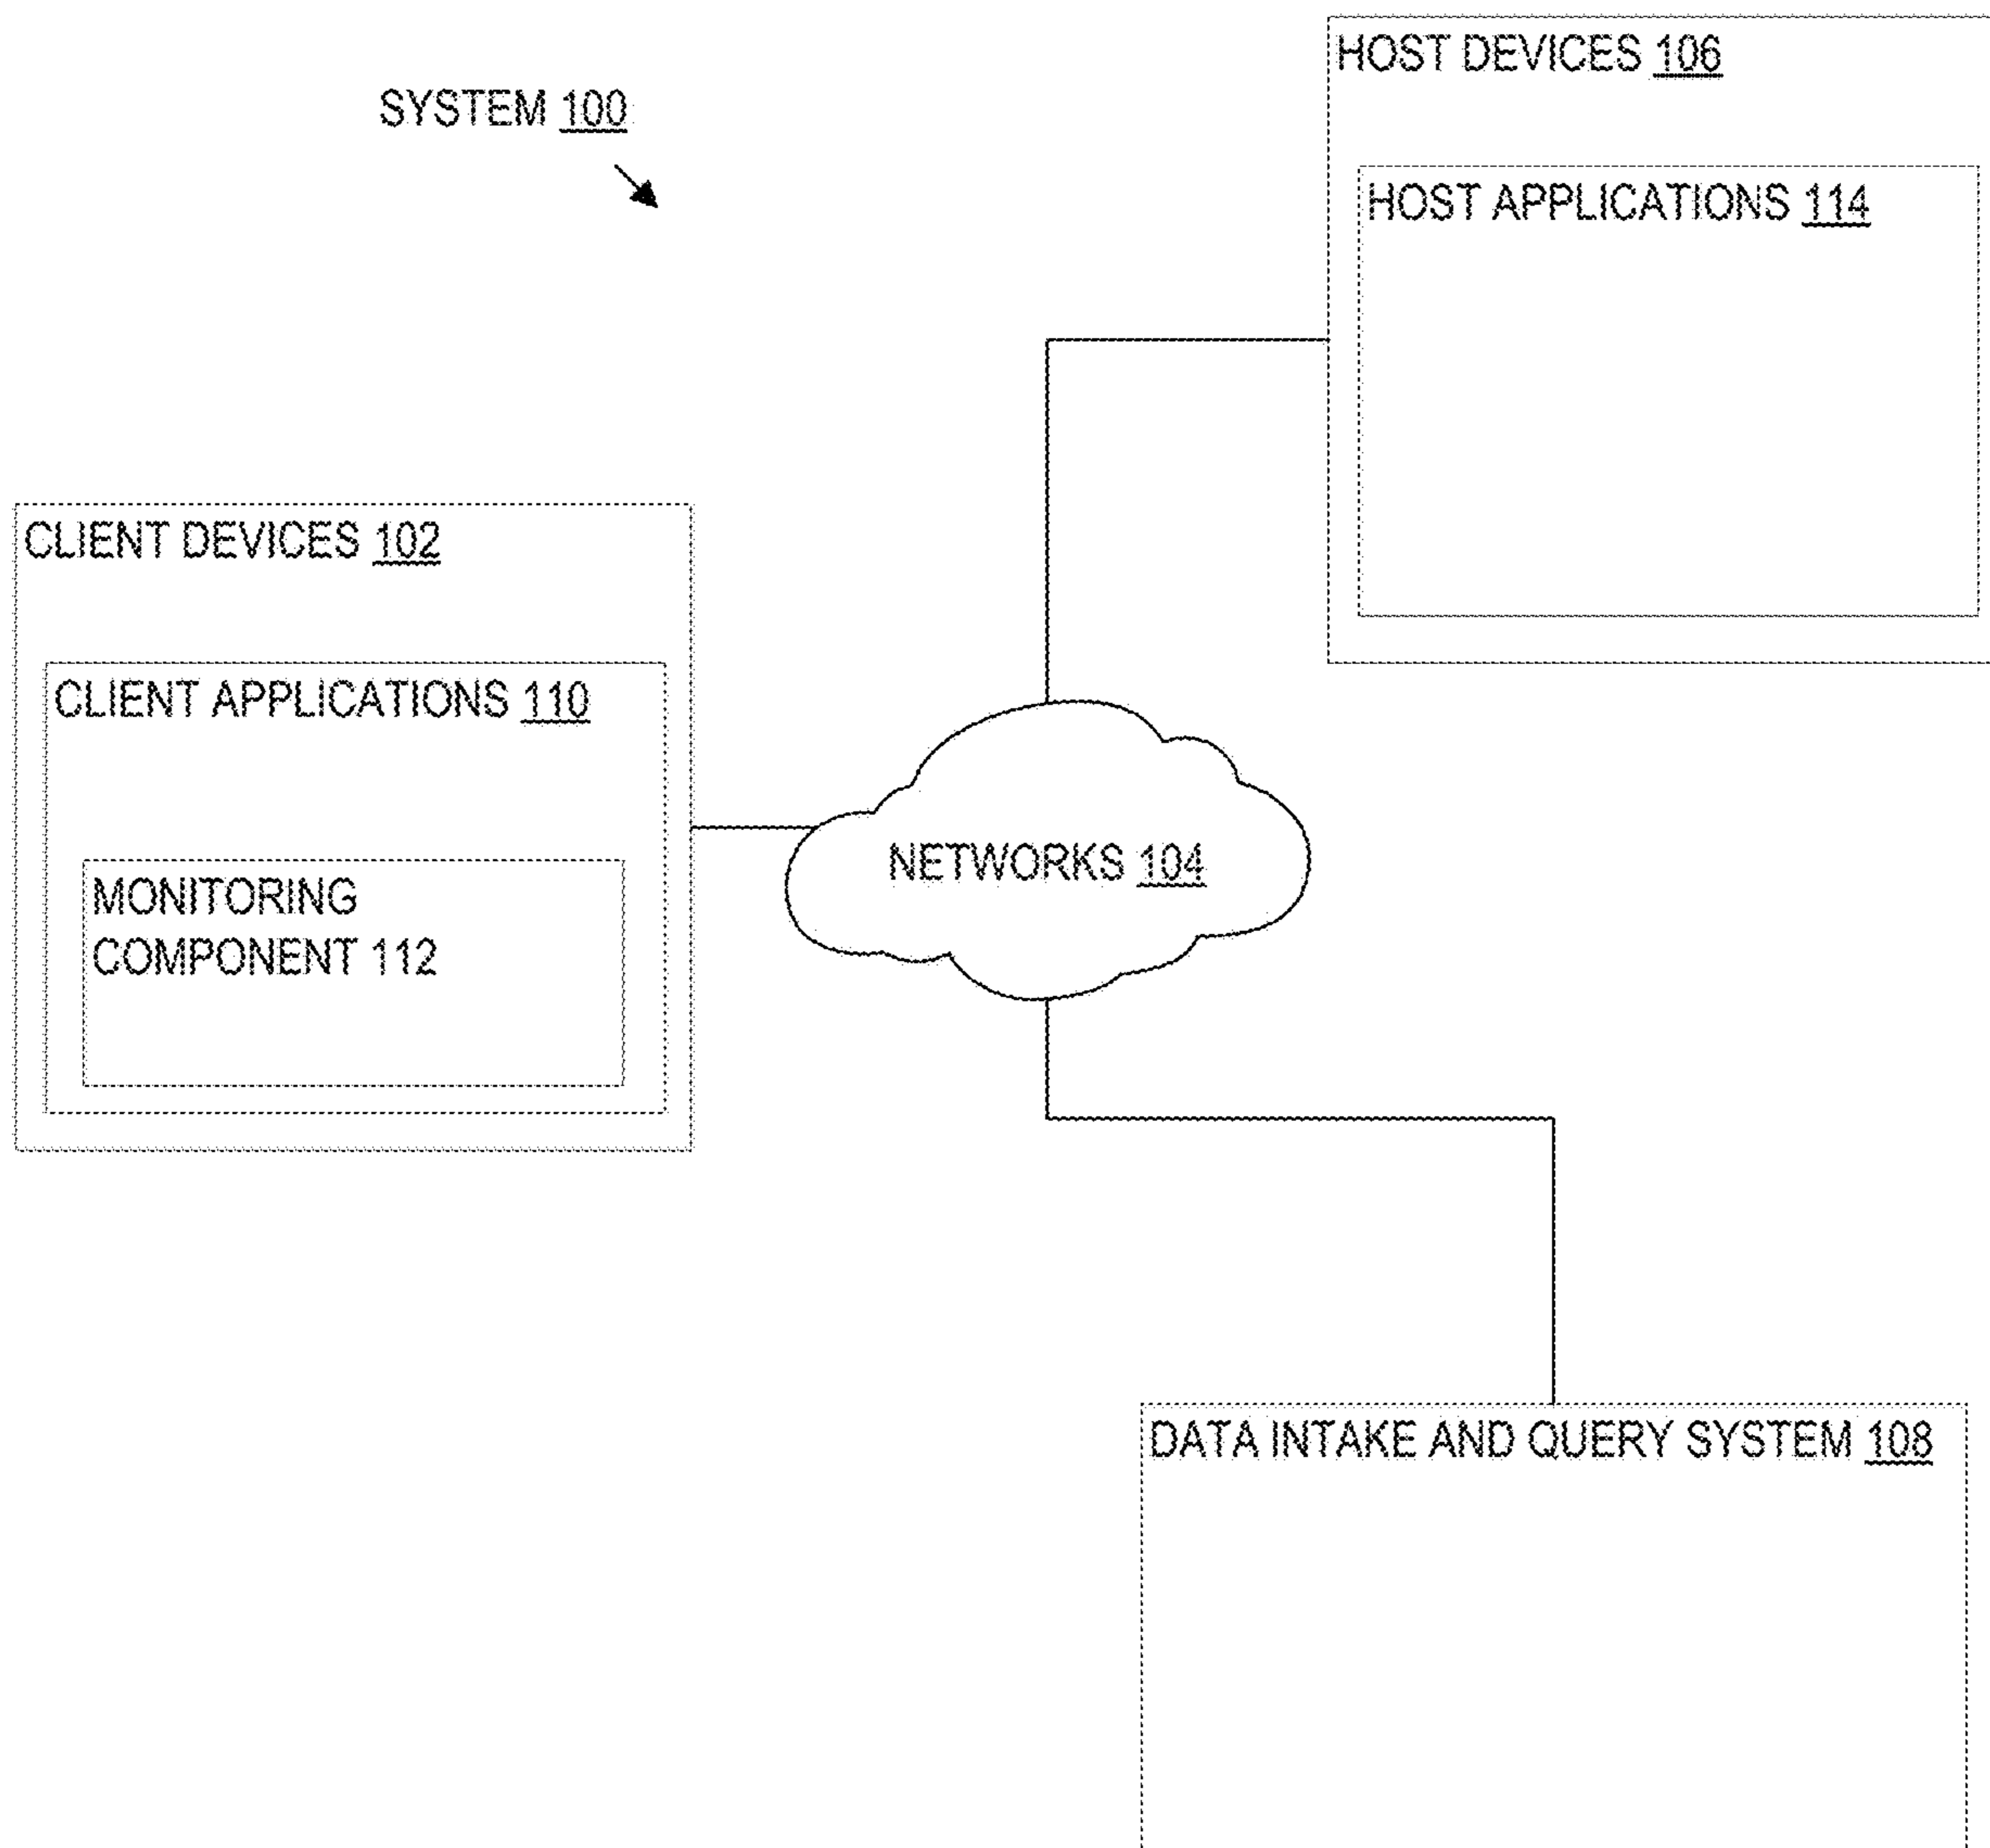 SYSTEM 100
HOST DEVICES 106
HOST APPLICATIONS 114
CLIENT DEVICES 102
CLIENT APPLICATIONS 110
MONITORING
COMPONENT 112
NETWORKS 104
DATA INTAKE AND QUERY SYSTEM 108